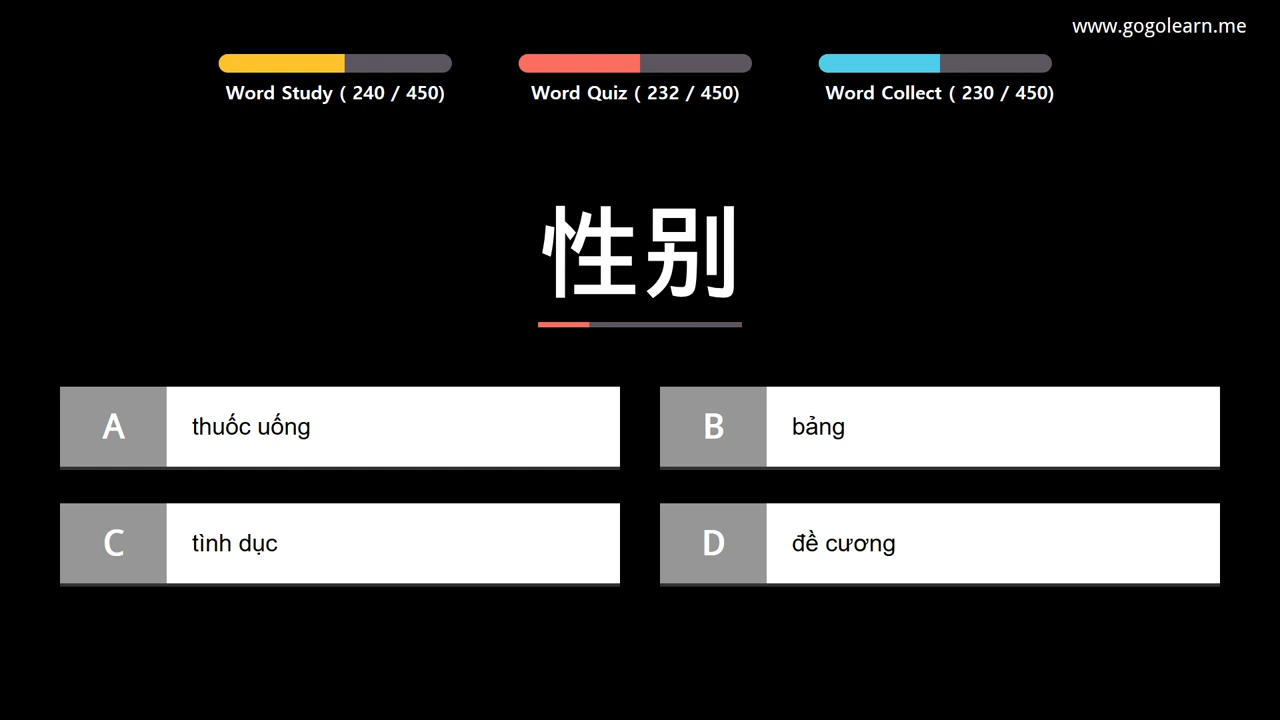 www.gogolearn.me
Word Study ( 240 / 450)
Word Quiz ( 232 / 450)
Word Collect ( 230 / 450)
性别
A thuốc uống
B bảng
C tình dục
D đề cương